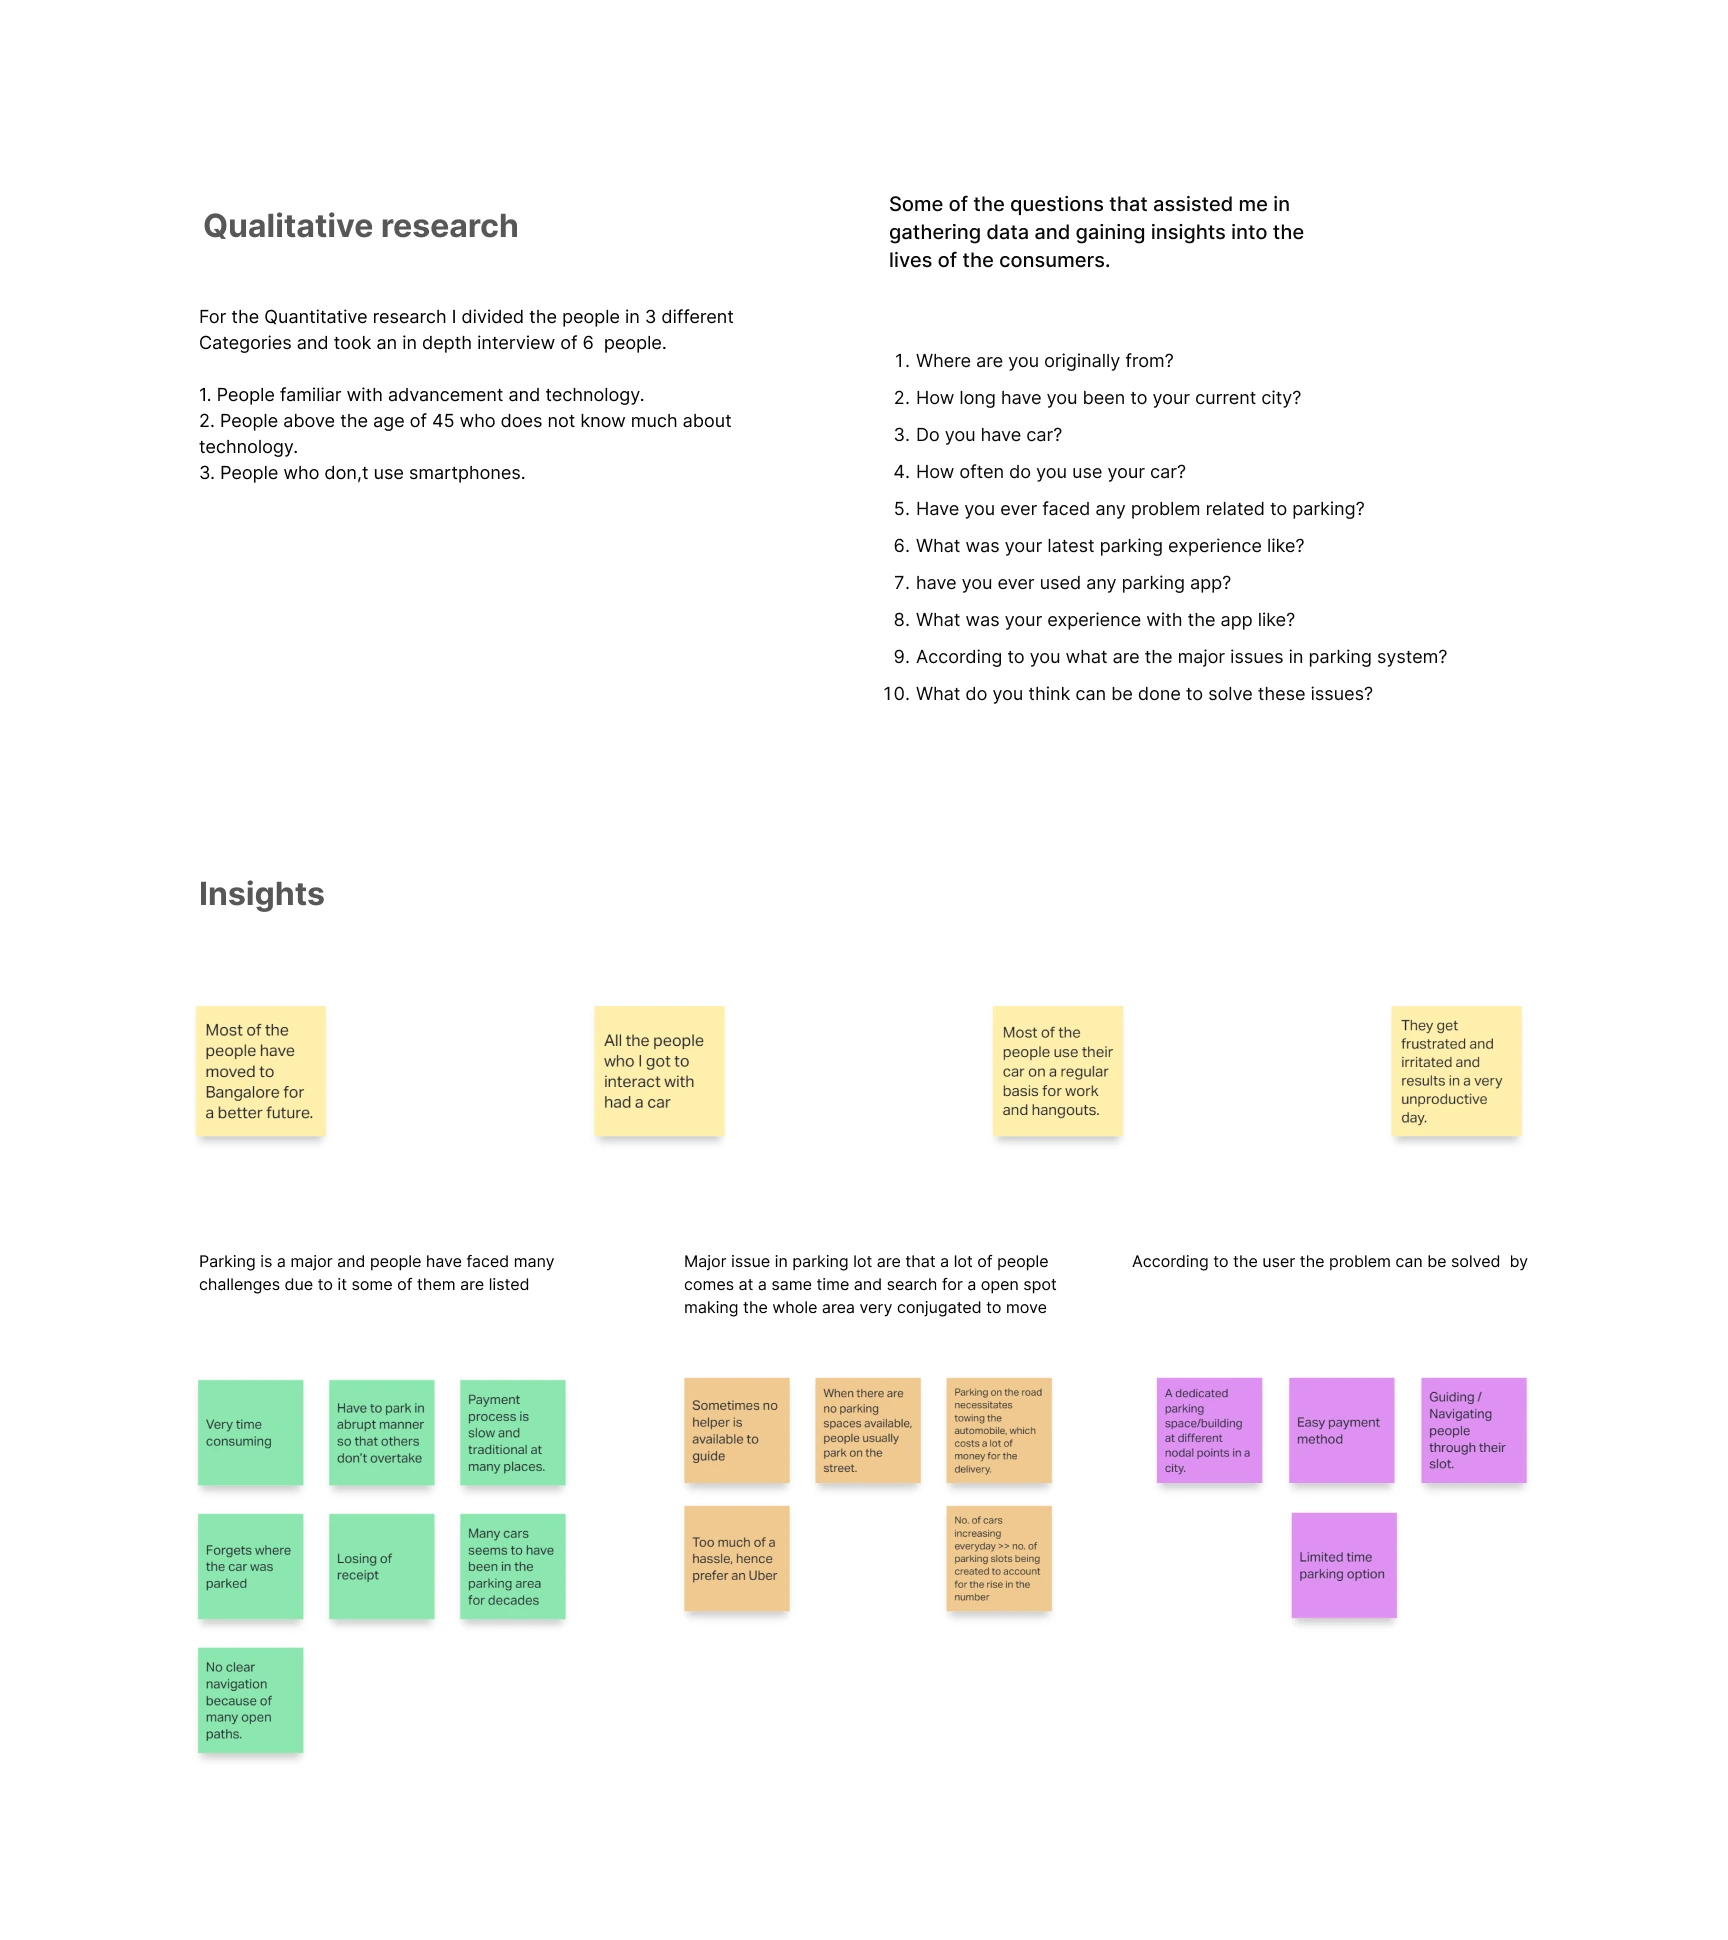 Qualitative research
For the Quantitative research I divided the people in 3 different
Categories and took an in depth interview of 6  people.
1. People familiar with advancement and technology.
2. People above the age of 45 who does not know much about
technology.
3. People who don,t use smartphones.
Some of the questions that assisted me in
gathering data and gaining insights into the
lives of the consumers.
1. Where are you originally from?
2. How long have you been to your current city?
3. Do you have car?
4. How often do you use your car?
5. Have you ever faced any problem related to parking?
6. What was your latest parking experience like?
7. have you ever used any parking app?
8. What was your experience with the app like?
9. According to you what are the major issues in parking system?
10. What do you think can be done to solve these issues?
Insights
Most of the
people have
moved to
Bangalore for
a better future.
All the people
who I got to
interact with
had a car
Most of the
people use their
car on a regular
basis for work
and hangouts.
They get
frustrated and
irritated and
results in a very
unproductive
day.
Parking is a major and people have faced many
challenges due to it some of them are listed
Very time
consuming
Have to park in
abrupt manner
so that others
don't overtake
Payment
process is
slow and
traditional at
many places.
Forgets where
the car was
parked
Losing of
receipt
Many cars
seems to have
been in the
parking area
for decades
No clear
navigation
because of
many open
paths.
Major issue in parking lot are that a lot of people
comes at a same time and search for a open spot
making the whole area very conjugated to move
Sometimes no
helper is
available to
guide
When there are
no parking
spaces available,
people usually
park on the
street.
Parking on the road
necessitates
towing the
automobile, which
costs a lot of
money for the
delivery.
Too much of a
hassle, hence
prefer an Uber
No. of cars
increasing
everyday >> no. of
parking slots being
created to account
for the rise in the
number
According to the user the problem can be solved  by
A dedicated
parking
space/building
at different
nodal points in a
city.
Easy payment
method
Guiding /
Navigating
people
through their
slot.
Limited time
parking option